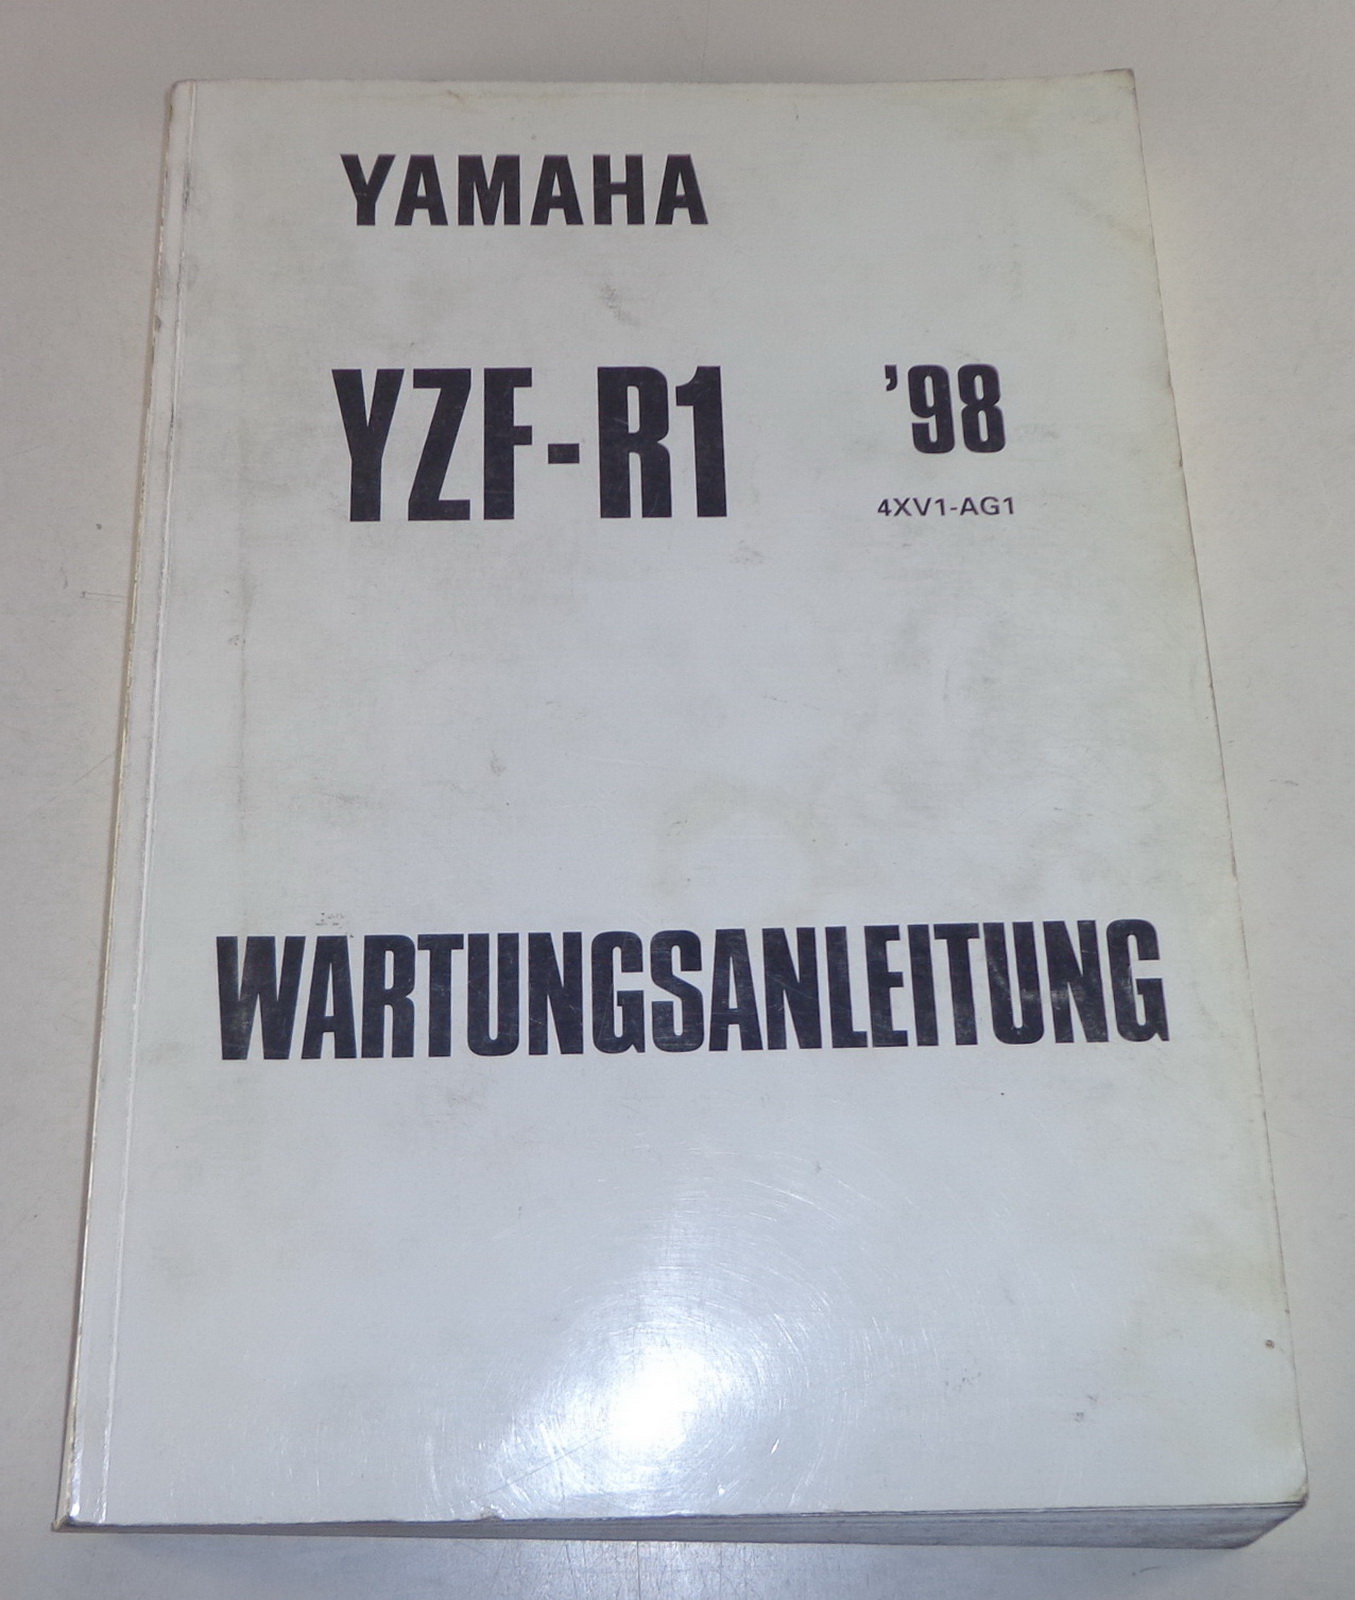 YAMAHA
YZF-R1 '98
4XV1-AG1
WARTUNGSANLEITUNG